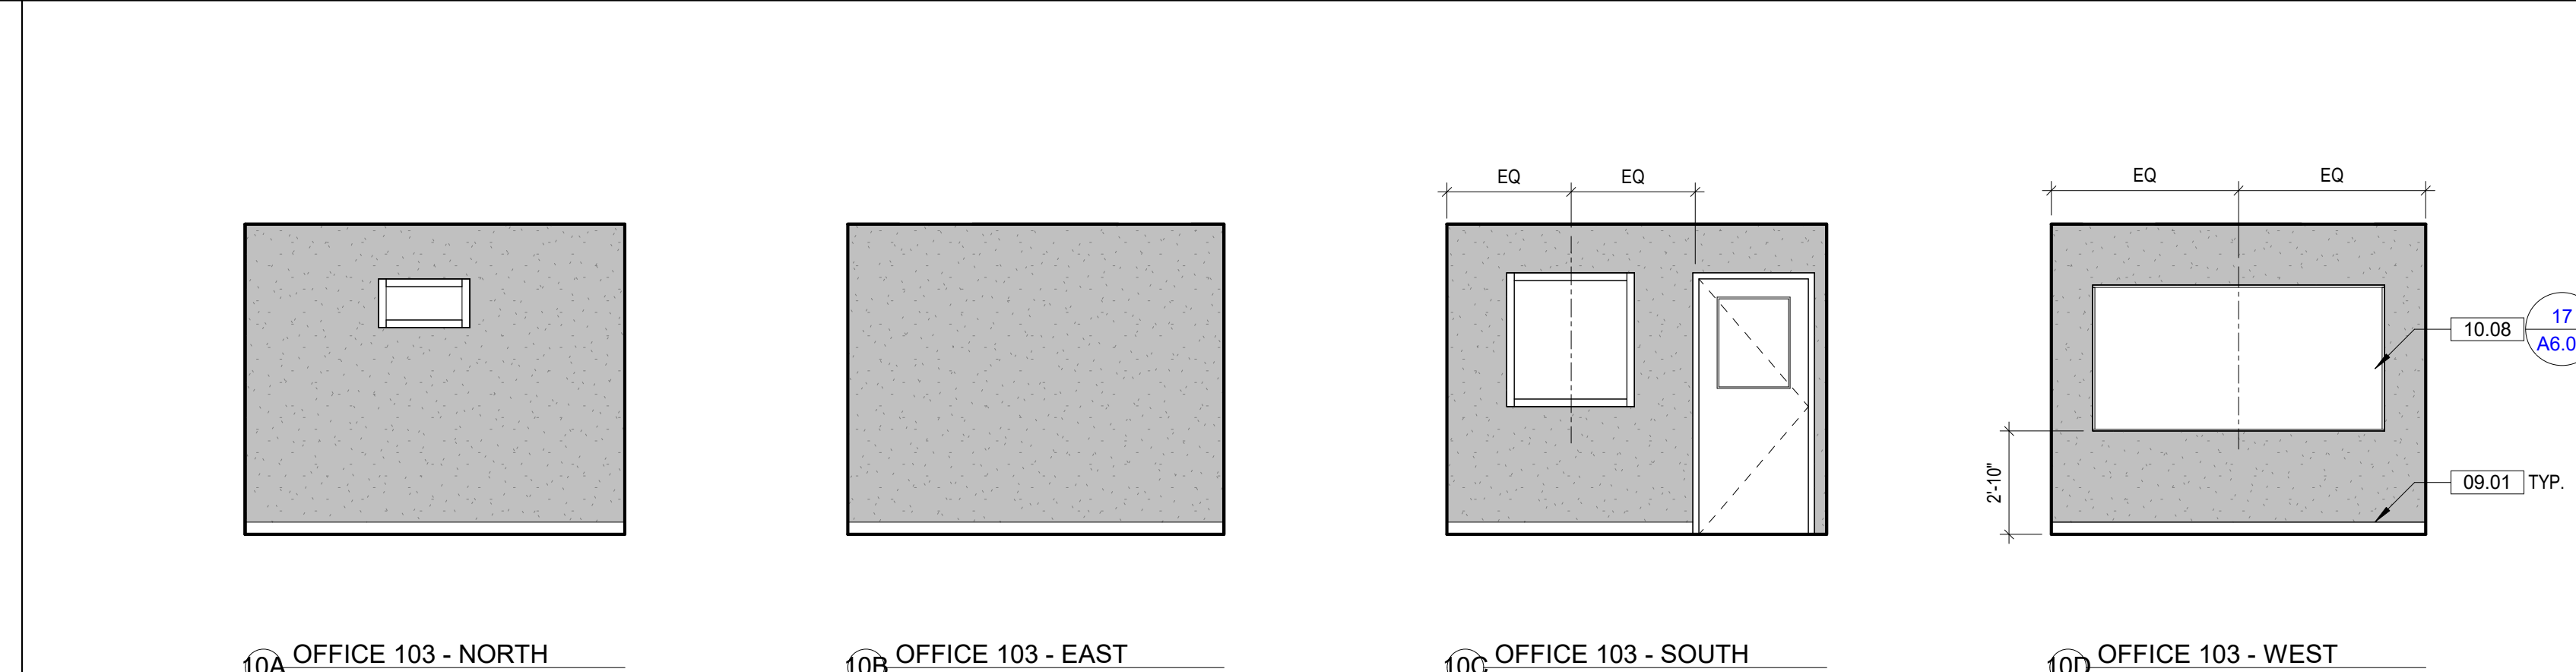 EQ EQ
EQ EQ
10.08
17
A6.0
2'-10"
09.01 TYP.
10A OFFICE 103 - NORTH
10B OFFICE 103 - EAST
10C OFFICE 103 - SOUTH
10D OFFICE 103 - WEST